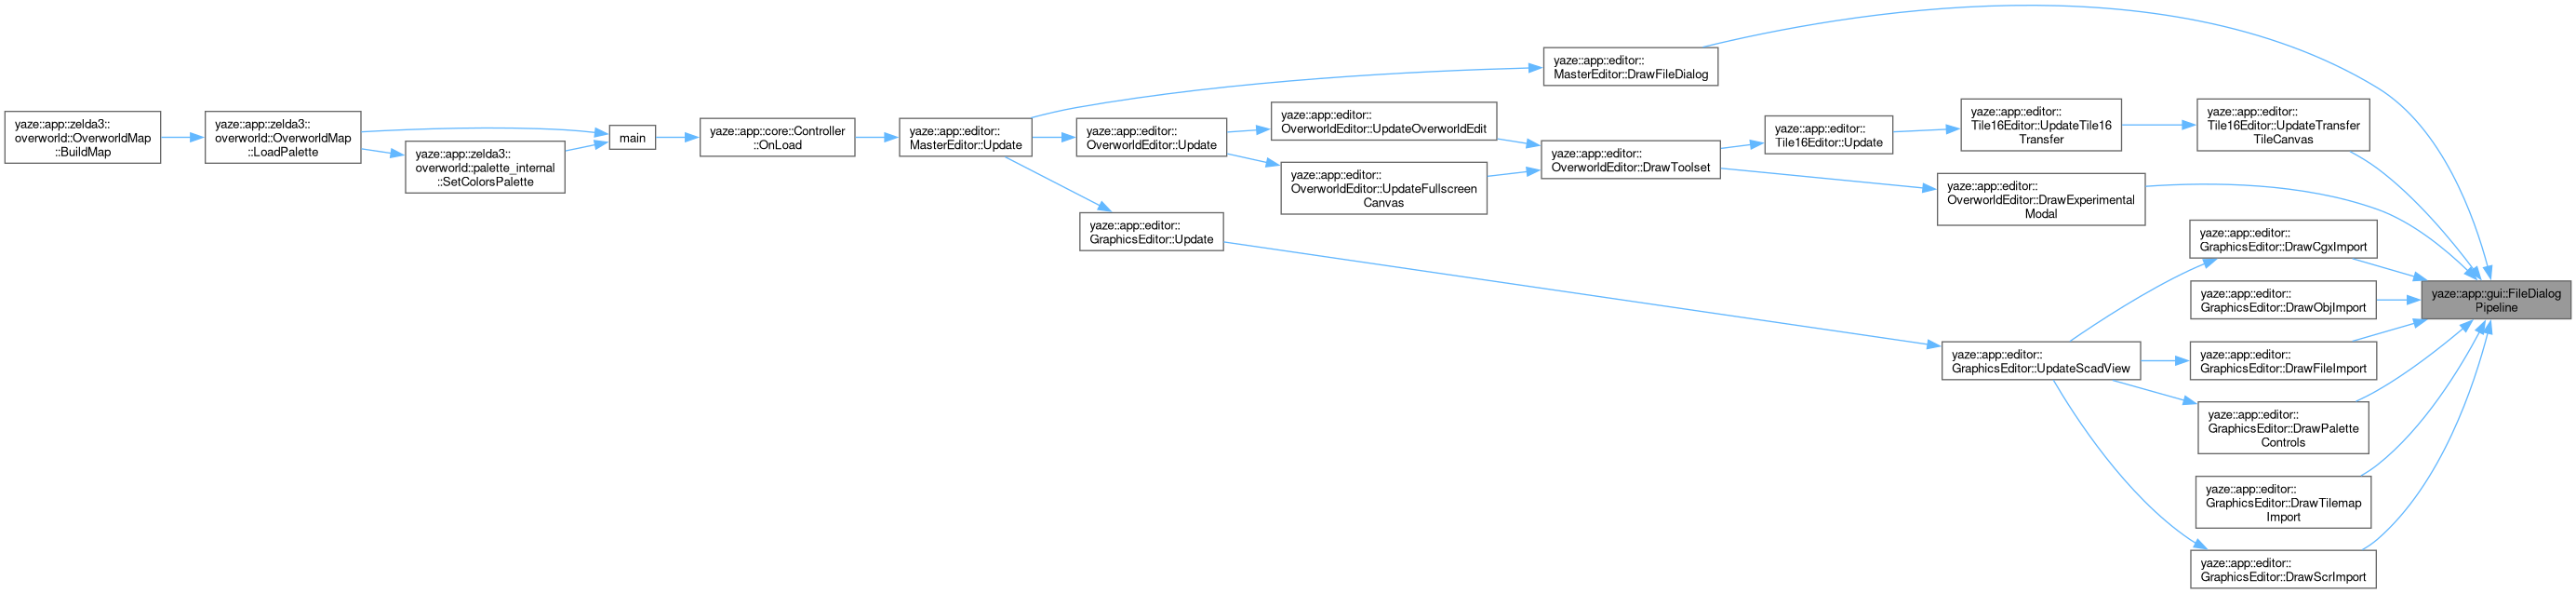 yaze::app::zelda3::
overworld::OverworldMap
::BuildMap
yaze::app::zelda3::
overworld::OverworldMap
::LoadPalette
yaze::app::zelda3::
overworld::palette_internal
::SetColorsPalette
main
yaze::app::core::Controller
::OnLoad
yaze::app::editor::
MasterEditor::Update
yaze::app::editor::
OverworldEditor::Update
yaze::app::editor::
GraphicsEditor::Update
yaze::app::editor::
OverworldEditor::UpdateOverworldEdit
yaze::app::editor::
OverworldEditor::UpdateFullscreen
Canvas
yaze::app::editor::
MasterEditor::DrawFileDialog
yaze::app::editor::
OverworldEditor::DrawToolset
yaze::app::editor::
Tile16Editor::Update
yaze::app::editor::
Tile16Editor::UpdateTile16
Transfer
yaze::app::editor::
OverworldEditor::DrawExperimental
Modal
yaze::app::editor::
GraphicsEditor::UpdateScadView
yaze::app::editor::
Tile16Editor::UpdateTransfer
TileCanvas
yaze::app::editor::
GraphicsEditor::DrawCgxImport
yaze::app::editor::
GraphicsEditor::DrawObjImport
yaze::app::editor::
GraphicsEditor::DrawFileImport
yaze::app::editor::
GraphicsEditor::DrawPalette
Controls
yaze::app::editor::
GraphicsEditor::DrawTilemap
Import
yaze::app::editor::
GraphicsEditor::DrawScrImport
yaze::app::gui::FileDialog
Pipeline